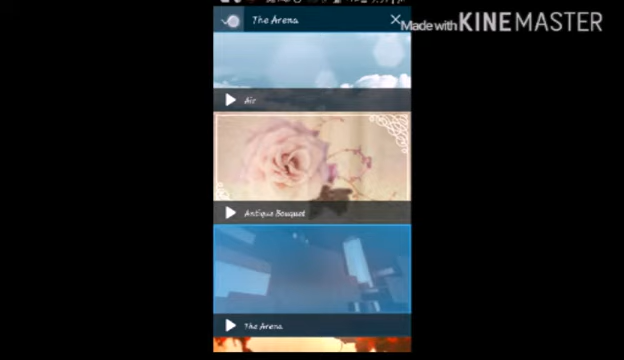 The Arena
Made with KINEMASTER
Air
Antique Bouquet
The Arena